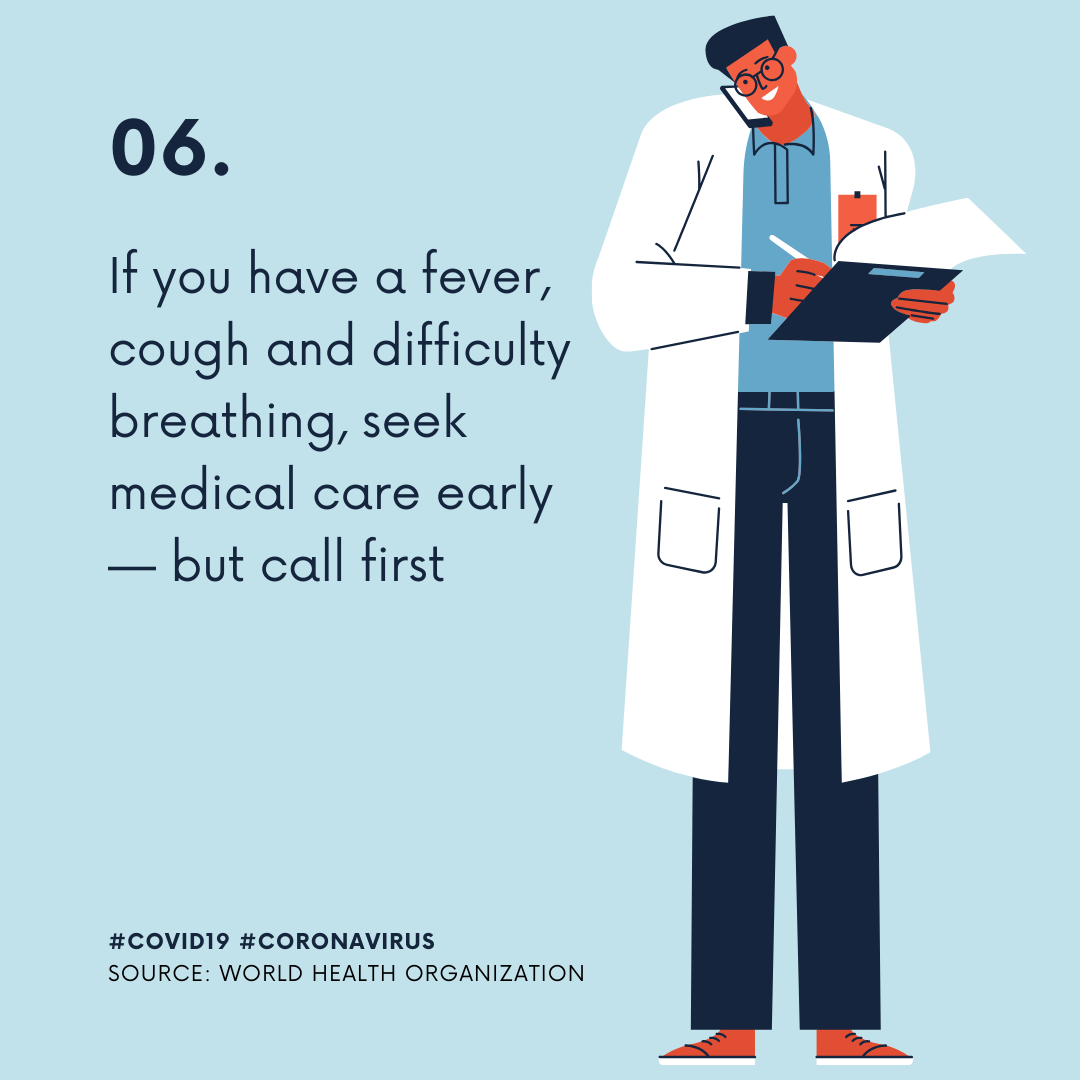 06.
If you have a fever,
cough and difficulty
breathing, seek
medical care early
— but call first
#COVID19 #CORONAVIRUS
SOURCE: WORLD HEALTH ORGANIZATION